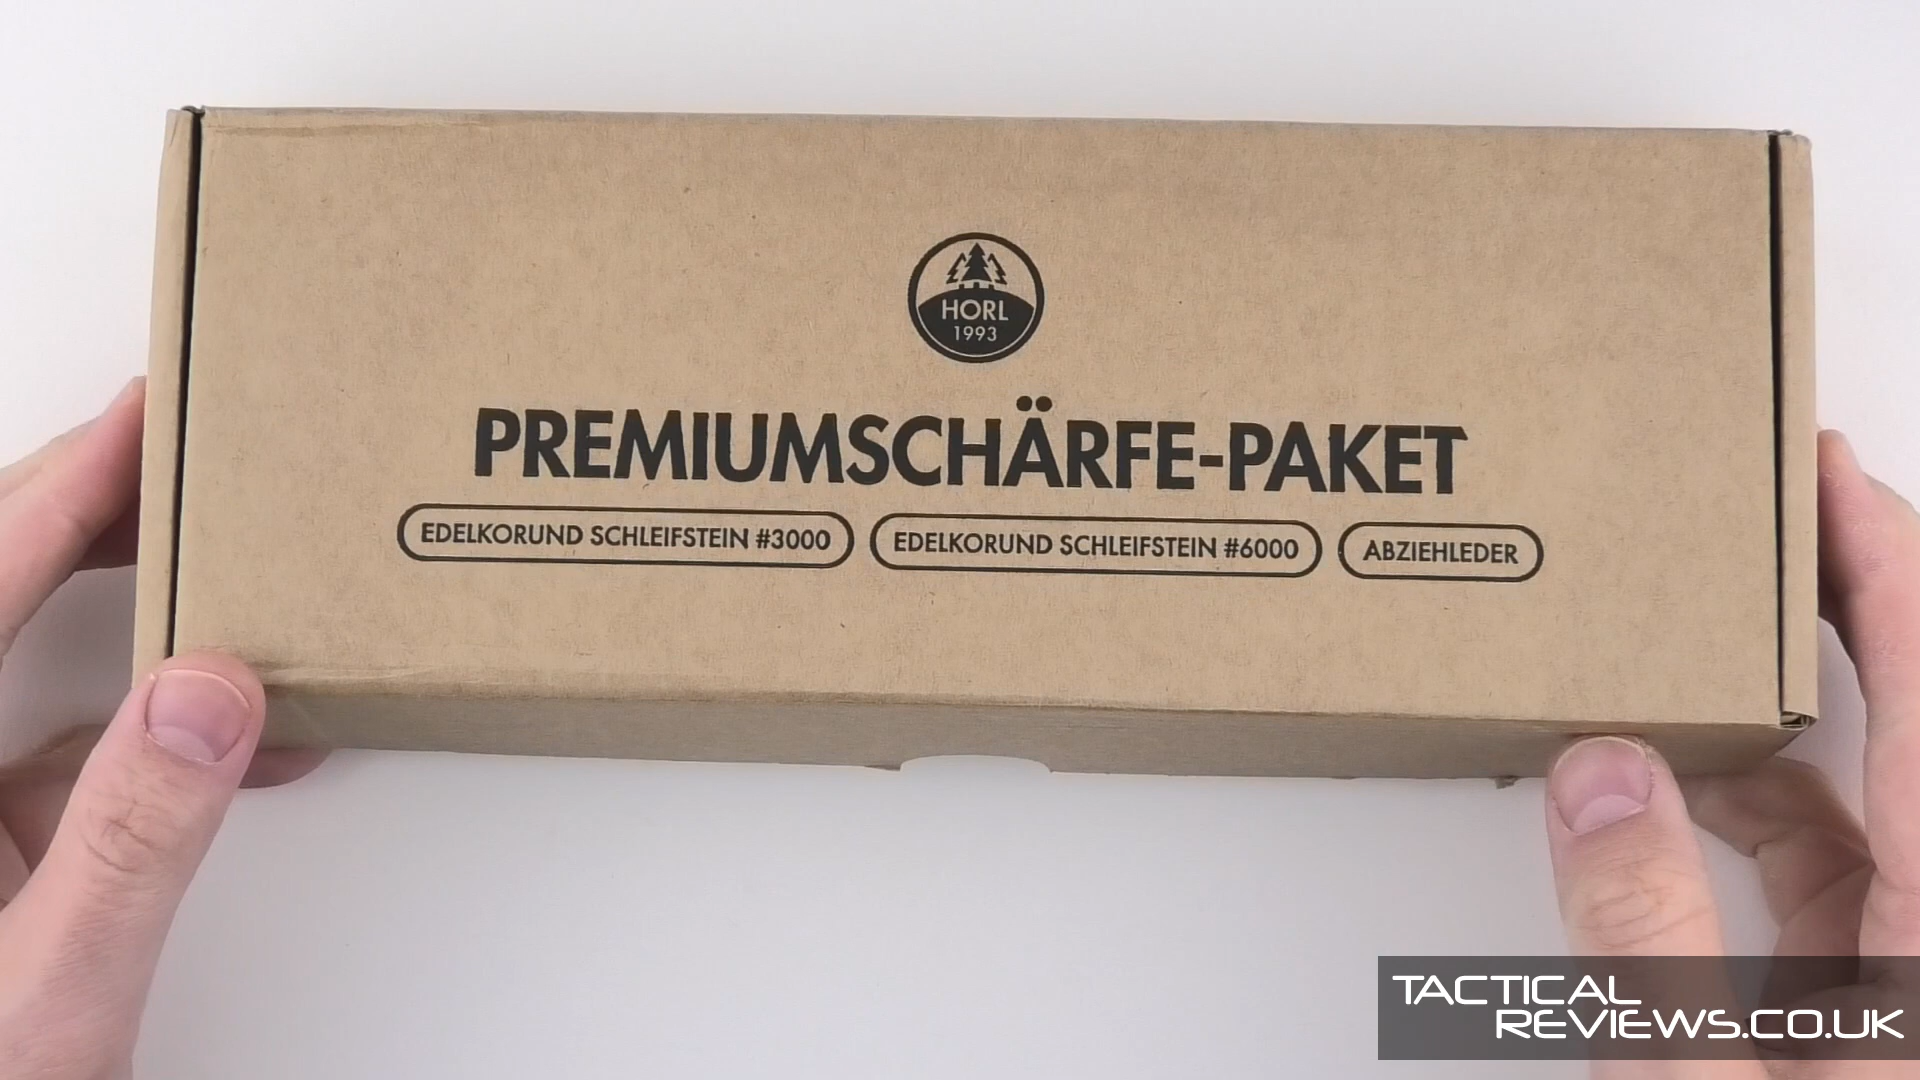 HORL
1993
PREMIUMSCHÄRFE-PAKET
EDELKORUND SCHLEIFSTEIN #3000 EDELKORUND SCHLEIFSTEIN #6000 ABZIEHLEDER
TACTICAL
REVIEWS.CO.UK